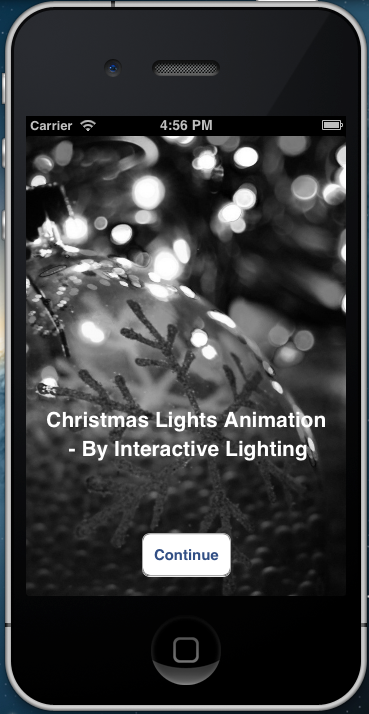 Carrier 4:56 PM
Christmas Lights Animation
- By Interactive Lighting
Continue